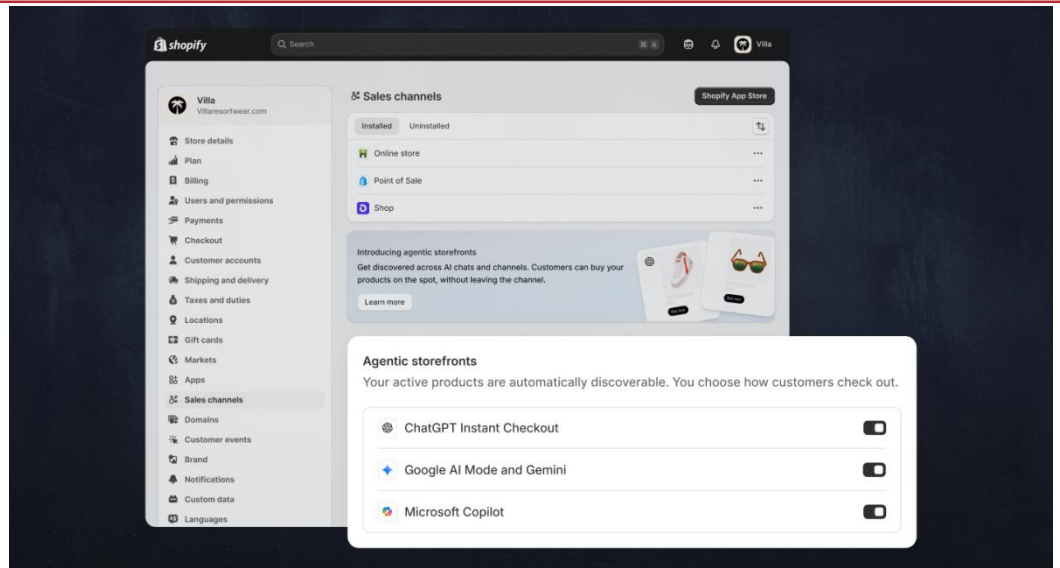 shopify
Search
⌘ K
Villa
Villa
Villaresortwear.com
Store details
Plan
Billing
Users and permissions
Payments
Checkout
Customer accounts
Shipping and delivery
Taxes and duties
Locations
Gift cards
Markets
Apps
Sales channels
Domains
Customer events
Brand
Notifications
Custom data
Languages
Sales channels
Shopify App Store
Installed Uninstalled
Online store
Point of Sale
Shop
Introducing agentic storefronts
Get discovered across AI chats and channels. Customers can buy your
products on the spot, without leaving the channel.
Learn more
Buy now
Buy now
Agentic storefronts
Your active products are automatically discoverable. You choose how customers check out.
ChatGPT Instant Checkout
Google AI Mode and Gemini
Microsoft Copilot